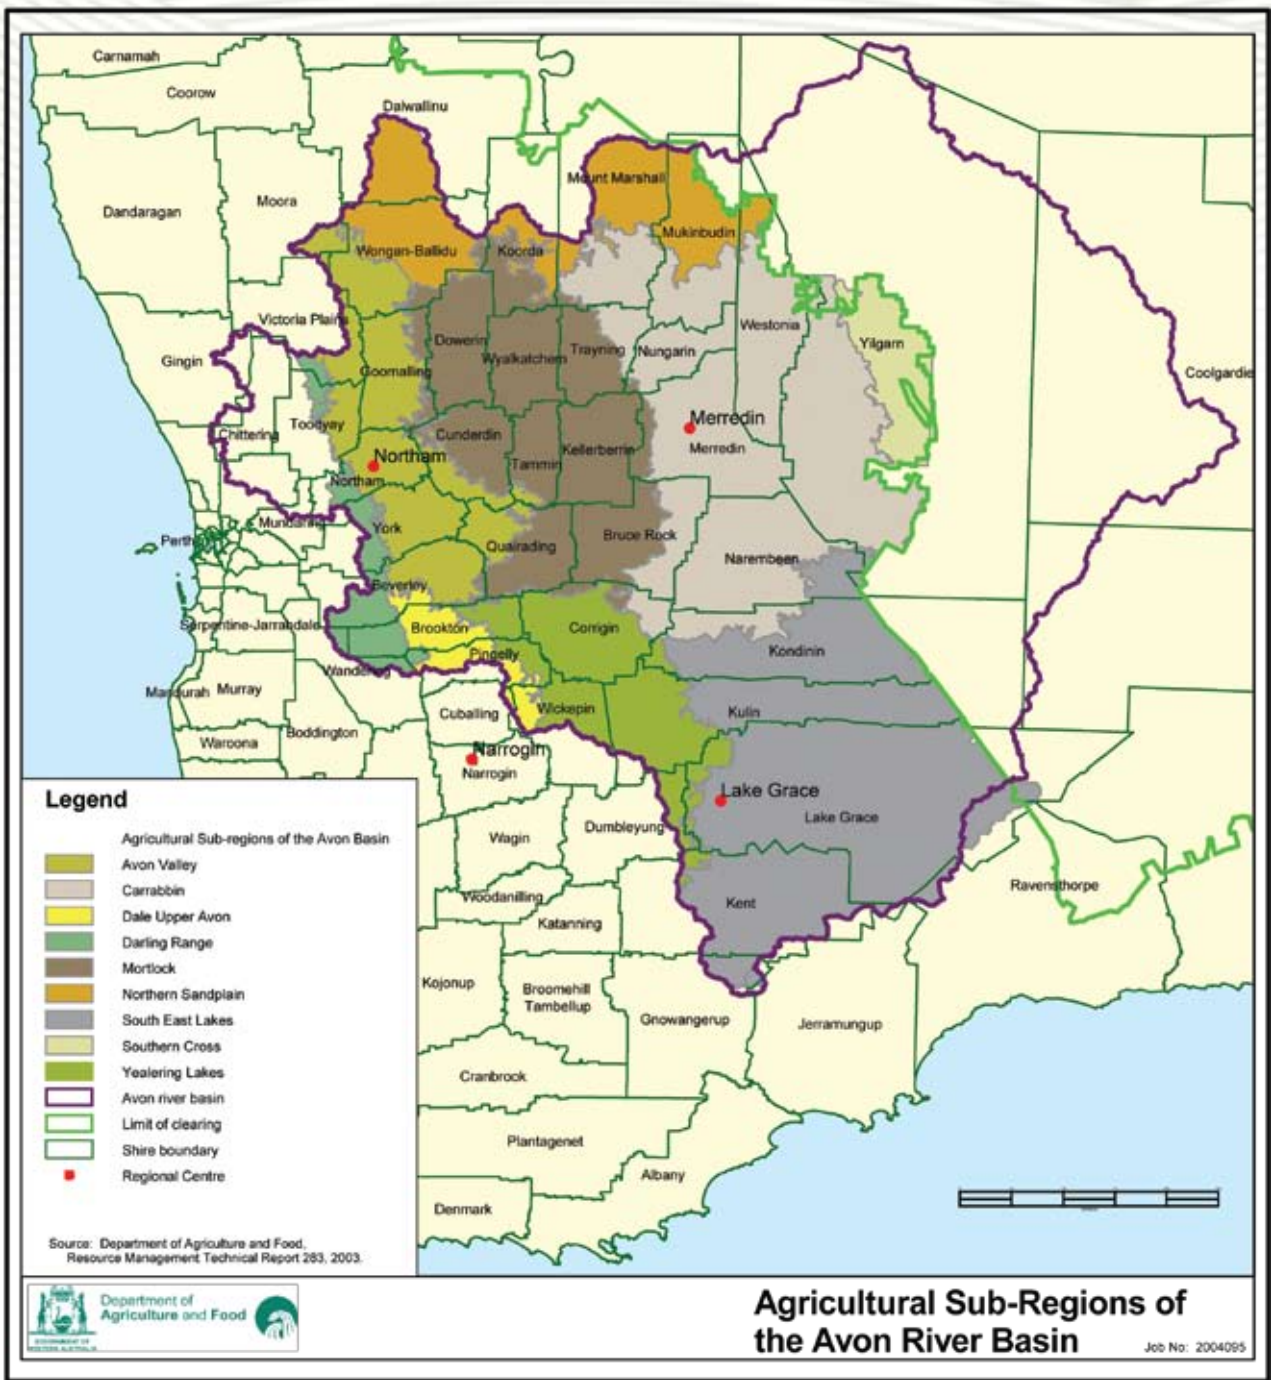 Carnamah
Coorow
Dalwallinu
Dandaragan
Moora
Mount Marshall
Mukinbudin
Wongan-Ballidu
Koorda
Victoria Plains
Gingin
Dowerin
Wyalkatchem
Trayning
Nungarin
Westonia
Yilgarn
Coolgardie
Goomalling
Chittering
Toodyay
Cunderdin
Tammin
Kellerberrin
Merredin
Merredin
Northam
Northam
Mundaring
York
Perth
Quairading
Bruce Rock
Narembeen
Beverley
Serpentine-Jarrahdale
Brookton
Corrigin
Kondinin
Pingelly
Wandering
Mandurah
Murray
Cuballing
Wickepin
Kulin
Waroona
Boddington
Narrogin
Narrogin
Lake Grace
Lake Grace
Wagin
Dumbleyung
Ravensthorpe
Woodanilling
Kent
Katanning
Kojonup
Broomehill
Tambellup
Gnowangerup
Jerramungup
Cranbrook
Plantagenet
Albany
Denmark
Legend
Agricultural Sub-regions of the Avon Basin
Avon Valley
Carrabbin
Dale Upper Avon
Darling Range
Mortlock
Northern Sandplain
South East Lakes
Southern Cross
Yealering Lakes
Avon river basin
Limit of clearing
Shire boundary
Regional Centre
Source: Department of Agriculture and Food,
Resource Management Technical Report 283, 2003.
Department of
Agriculture and Food
GOVERNMENT OF
WESTERN AUSTRALIA
Agricultural Sub-Regions of
the Avon River Basin
Job No: 2004095